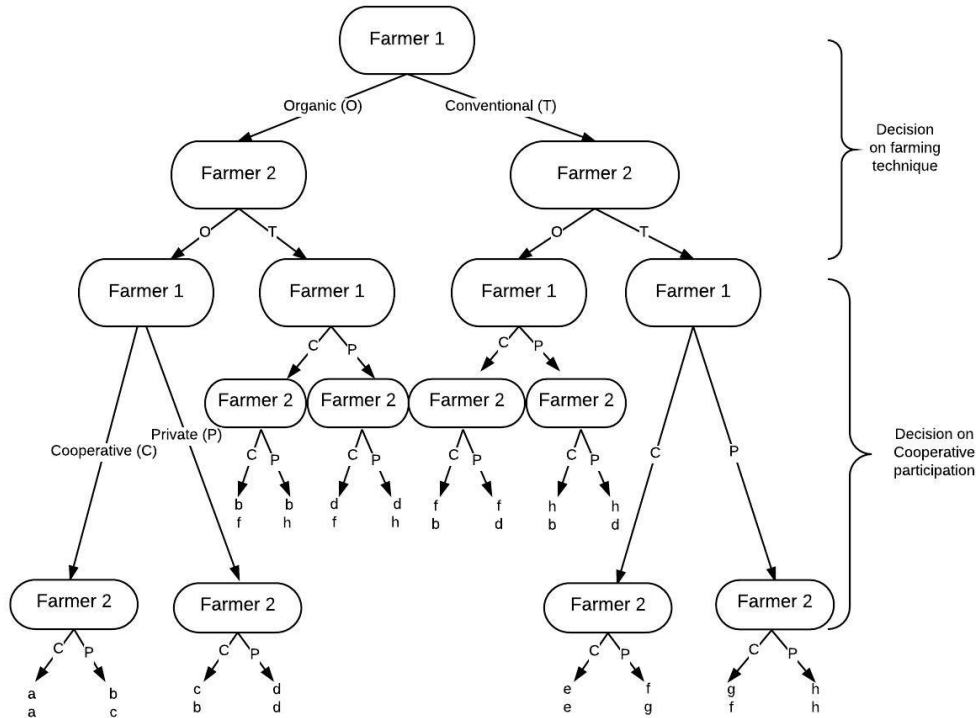 Farmer 1
Organic (O)
Conventional (T)
Decision
on farming
technique
Farmer 2
Farmer 2
O
T
O
T
Farmer 1
Farmer 1
Farmer 1
Farmer 1
C
P
C
P
Farmer 2
Farmer 2
Farmer 2
Farmer 2
Cooperative (C)
Private (P)
C
P
Decision on
Cooperative
participation
C
P
C
P
C
P
C
P
b
b
d
d
f
f
h
h
f
h
f
h
b
d
b
d
Farmer 2
Farmer 2
Farmer 2
Farmer 2
C
P
C
P
C
P
C
P
a
b
c
d
e
f
g
h
a
c
b
d
e
g
f
h